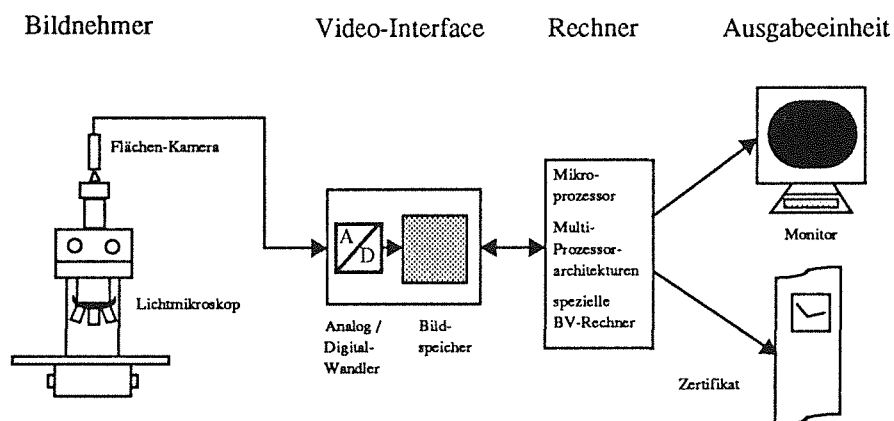 Bildnehmer Video-Interface Rechner Ausgabeeinheit
Flächen-Kamera
Lichtmikroskop
A
D
Analog /
Digital-
Wandler
Bild-
speicher
Mikro-
prozessor
Multi-
Prozessor-
architekturen
spezielle
BV-Rechner
Monitor
Zertifikat